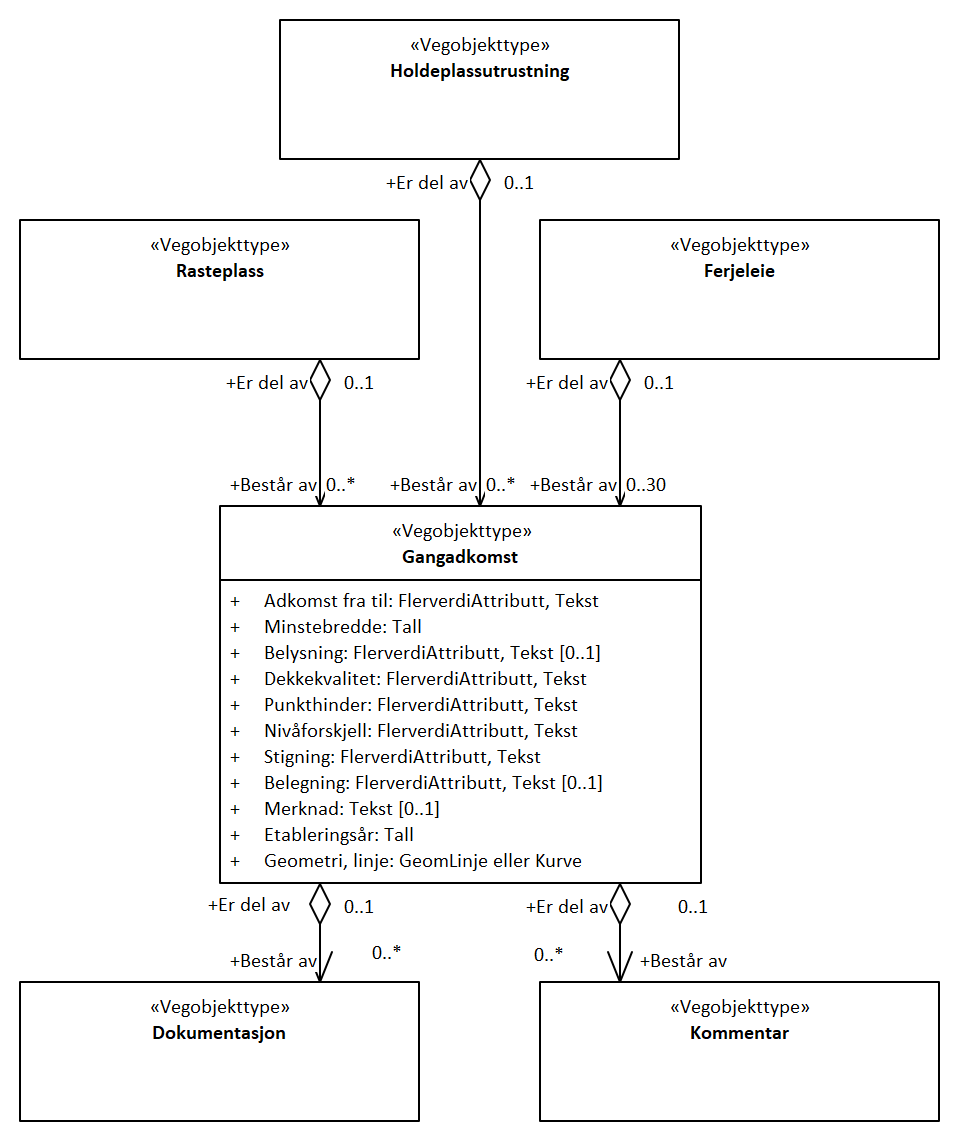 «Vegobjekttype»
Holdeplassutrustning
+Er del av 0..1
«Vegobjekttype»
Rasteplass
«Vegobjekttype»
Ferjeleie
+Er del av 0..1
+Er del av 0..1
+Består av 0..*
+Består av 0..*
+Består av 0..30
«Vegobjekttype»
Gangadkomst
+ Adkomst fra til: FlerverdiAttributt, Tekst
+ Minstebredde: Tall
+ Belysning: FlerverdiAttributt, Tekst [0..1]
+ Dekkekvalitet: FlerverdiAttributt, Tekst
+ Punkthinder: FlerverdiAttributt, Tekst
+ Nivåforskjell: FlerverdiAttributt, Tekst
+ Stigning: FlerverdiAttributt, Tekst
+ Belegning: FlerverdiAttributt, Tekst [0..1]
+ Merknad: Tekst [0..1]
+ Etableringsår: Tall
+ Geometri, linje: GeomLinje eller Kurve
+Er del av 0..1
+Er del av 0..1
+Består av 0..*
0..* +Består av
«Vegobjekttype»
Dokumentasjon
«Vegobjekttype»
Kommentar